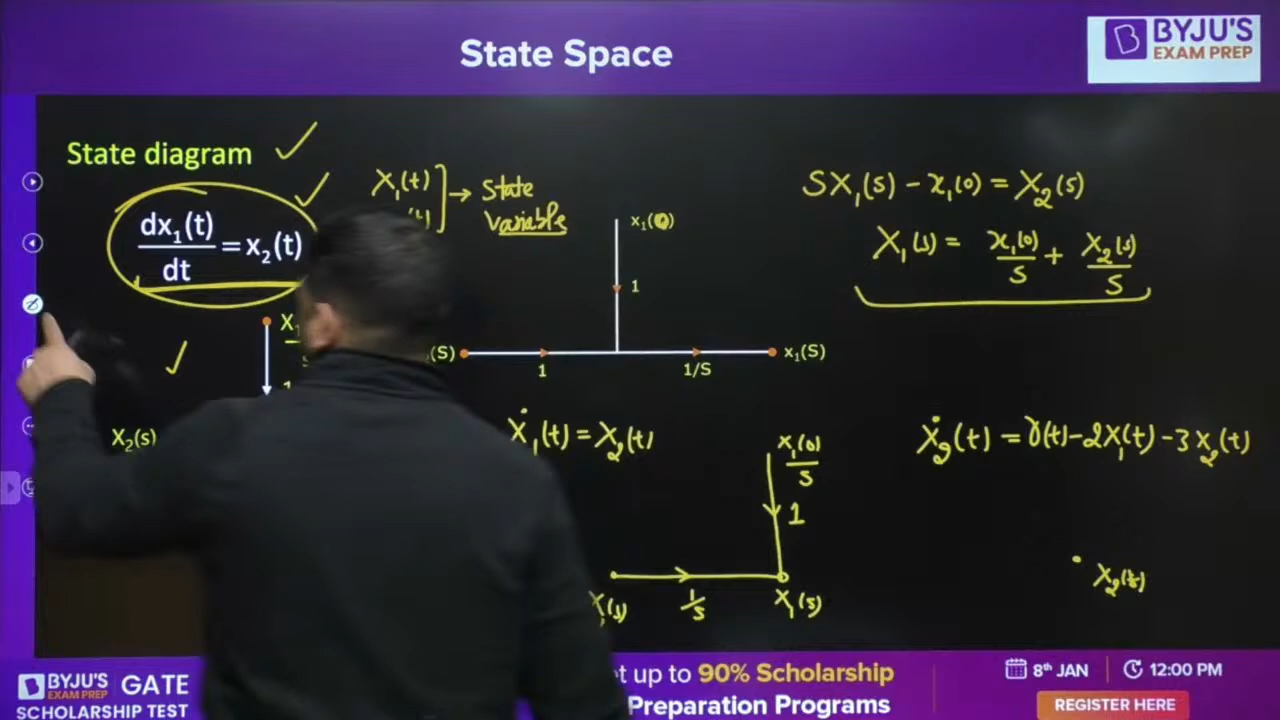 State Space
BYJU'S
EXAM PREP
State diagram
dx₁(t)
dt
= x₂(t)
X₁(t)
(t)
→ State
Variable
x₁(0)
1
(S)
1
1/S
x₁(S)
SX₁(s) - x₁(0) = X₂(s)
X₁(s) = x₁(0)/s + X₂(s)/s
X₂(s)
Ẋ₁(t) = X₂(t)
x₁(0)/s
1
1/s
X₁(s)
Ẋ₂(t) = r(t) - 2X₁(t) - 3X₂(t)
BYJU'S
EXAM PREP
GATE
SCHOLARSHIP TEST
et up to 90% Scholarship
Preparation Programs
8th JAN
12:00 PM
REGISTER HERE